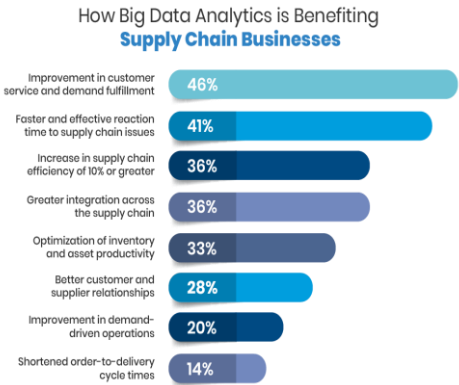 How Big Data Analytics is Benefiting
Supply Chain Businesses
Improvement in customer
service and demand fulfillment
46%
Faster and effective reaction
time to supply chain issues
41%
Increase in supply chain
efficiency of 10% or greater
36%
Greater integration across
the supply chain
36%
Optimization of inventory
and asset productivity
33%
Better customer and
supplier relationships
28%
Improvement in demand-
driven operations
20%
Shortened order-to-delivery
cycle times
14%